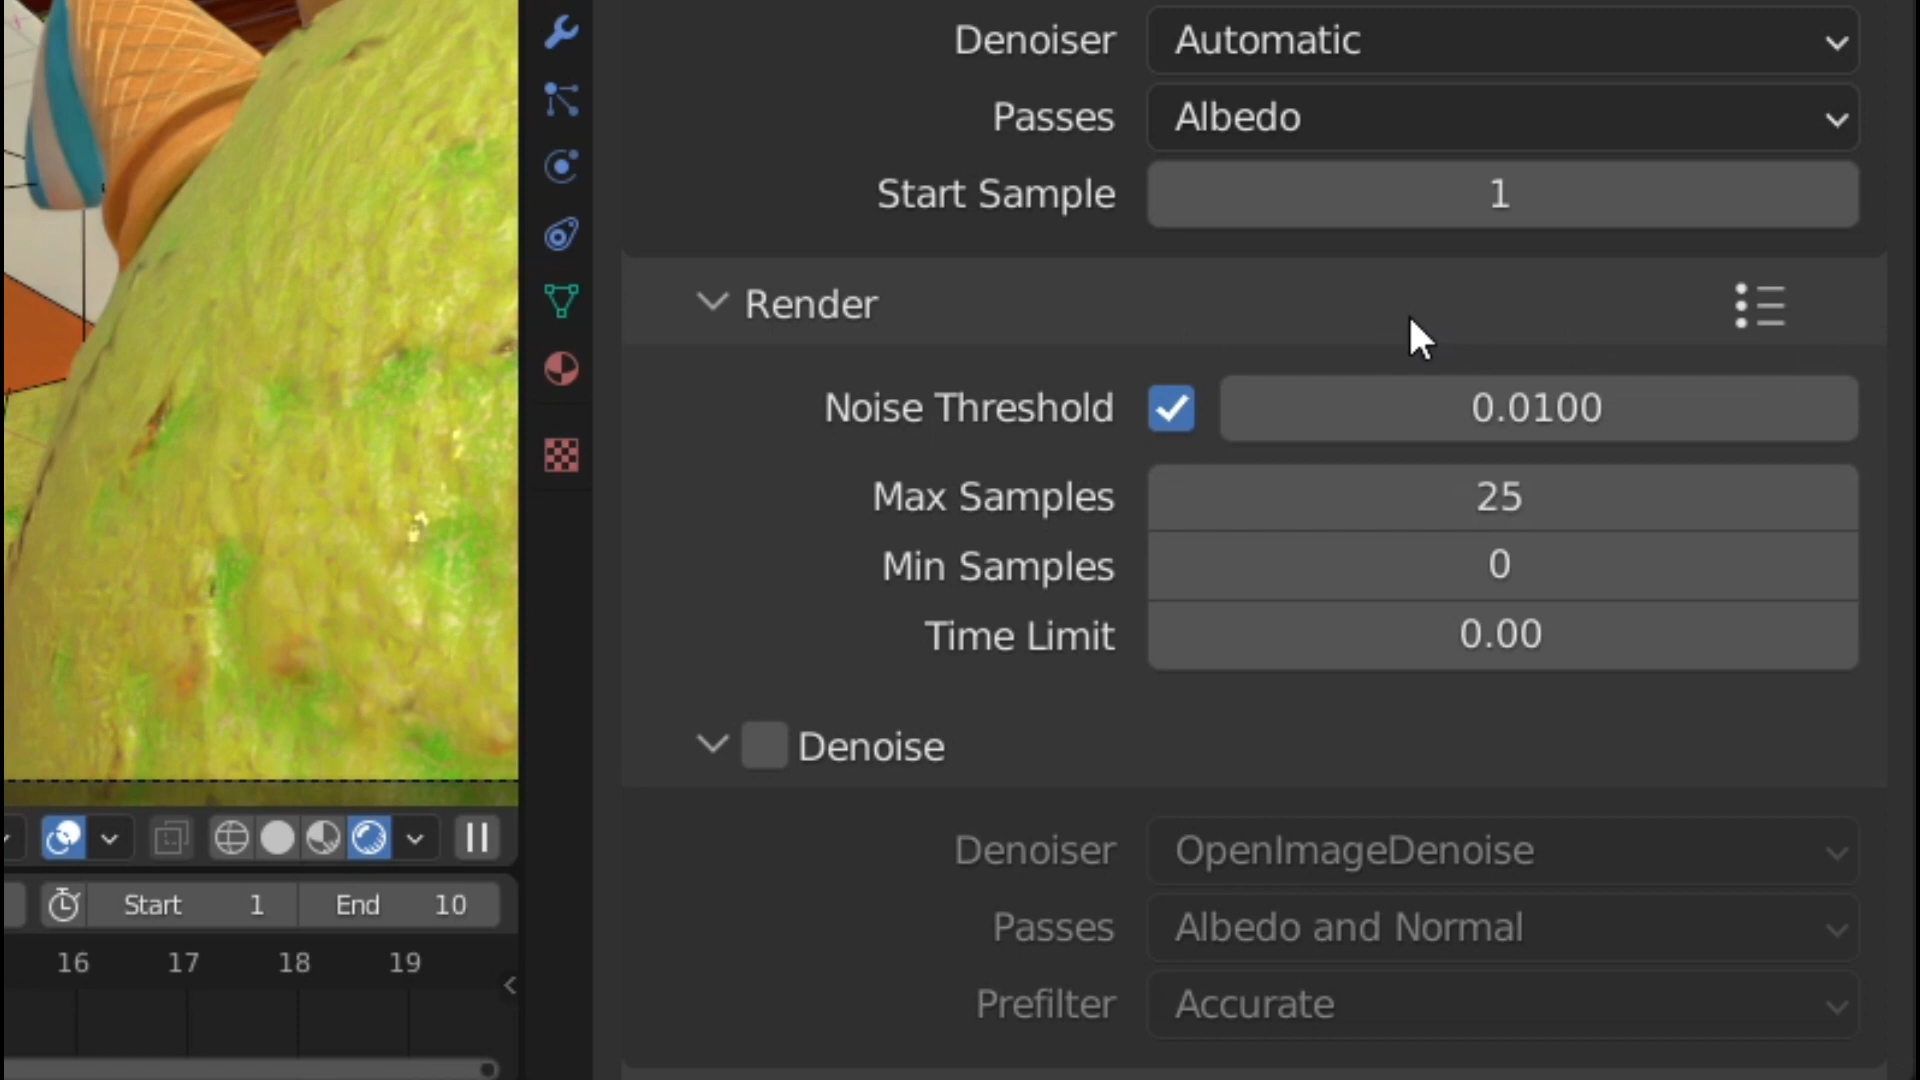 Denoiser Automatic
Passes Albedo
Start Sample 1
Render
Noise Threshold 0.0100
Max Samples 25
Min Samples 0
Time Limit 0.00
Denoise
Denoiser OpenImageDenoise
Passes Albedo and Normal
Prefilter Accurate
Start 1 End 10
16 17 18 19